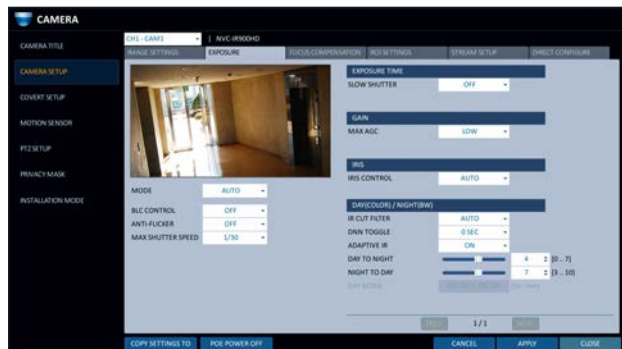 CAMERA
CAMERA TITLE
CAMERA SETUP
COVERT SETUP
MOTION SENSOR
PTZ SETUP
PRIVACY MASK
INSTALLATION MODE
CH1 - CAM1 | NVC-IR900HD
IMAGE SETTINGS EXPOSURE FOCUS COMPENSATION ROI SETTINGS STREAM SETUP DIRECT CONFIGURE
MODE AUTO
BLC CONTROL OFF
ANTI-FLICKER OFF
MAX SHUTTER SPEED 1/30
EXPOSURE TIME
SLOW SHUTTER OFF
GAIN
MAX AGC LOW
IRIS
IRIS CONTROL AUTO
DAY(COLOR) / NIGHT(BW)
IR CUT FILTER AUTO
DNN TOGGLE 0 SEC
ADAPTIVE IR ON
DAY TO NIGHT 4 [0 .. 7]
NIGHT TO DAY 7 [3 .. 10]
DAY MODE
PREV 1/1 NEXT
COPY SETTINGS TO POE POWER OFF CANCEL APPLY CLOSE